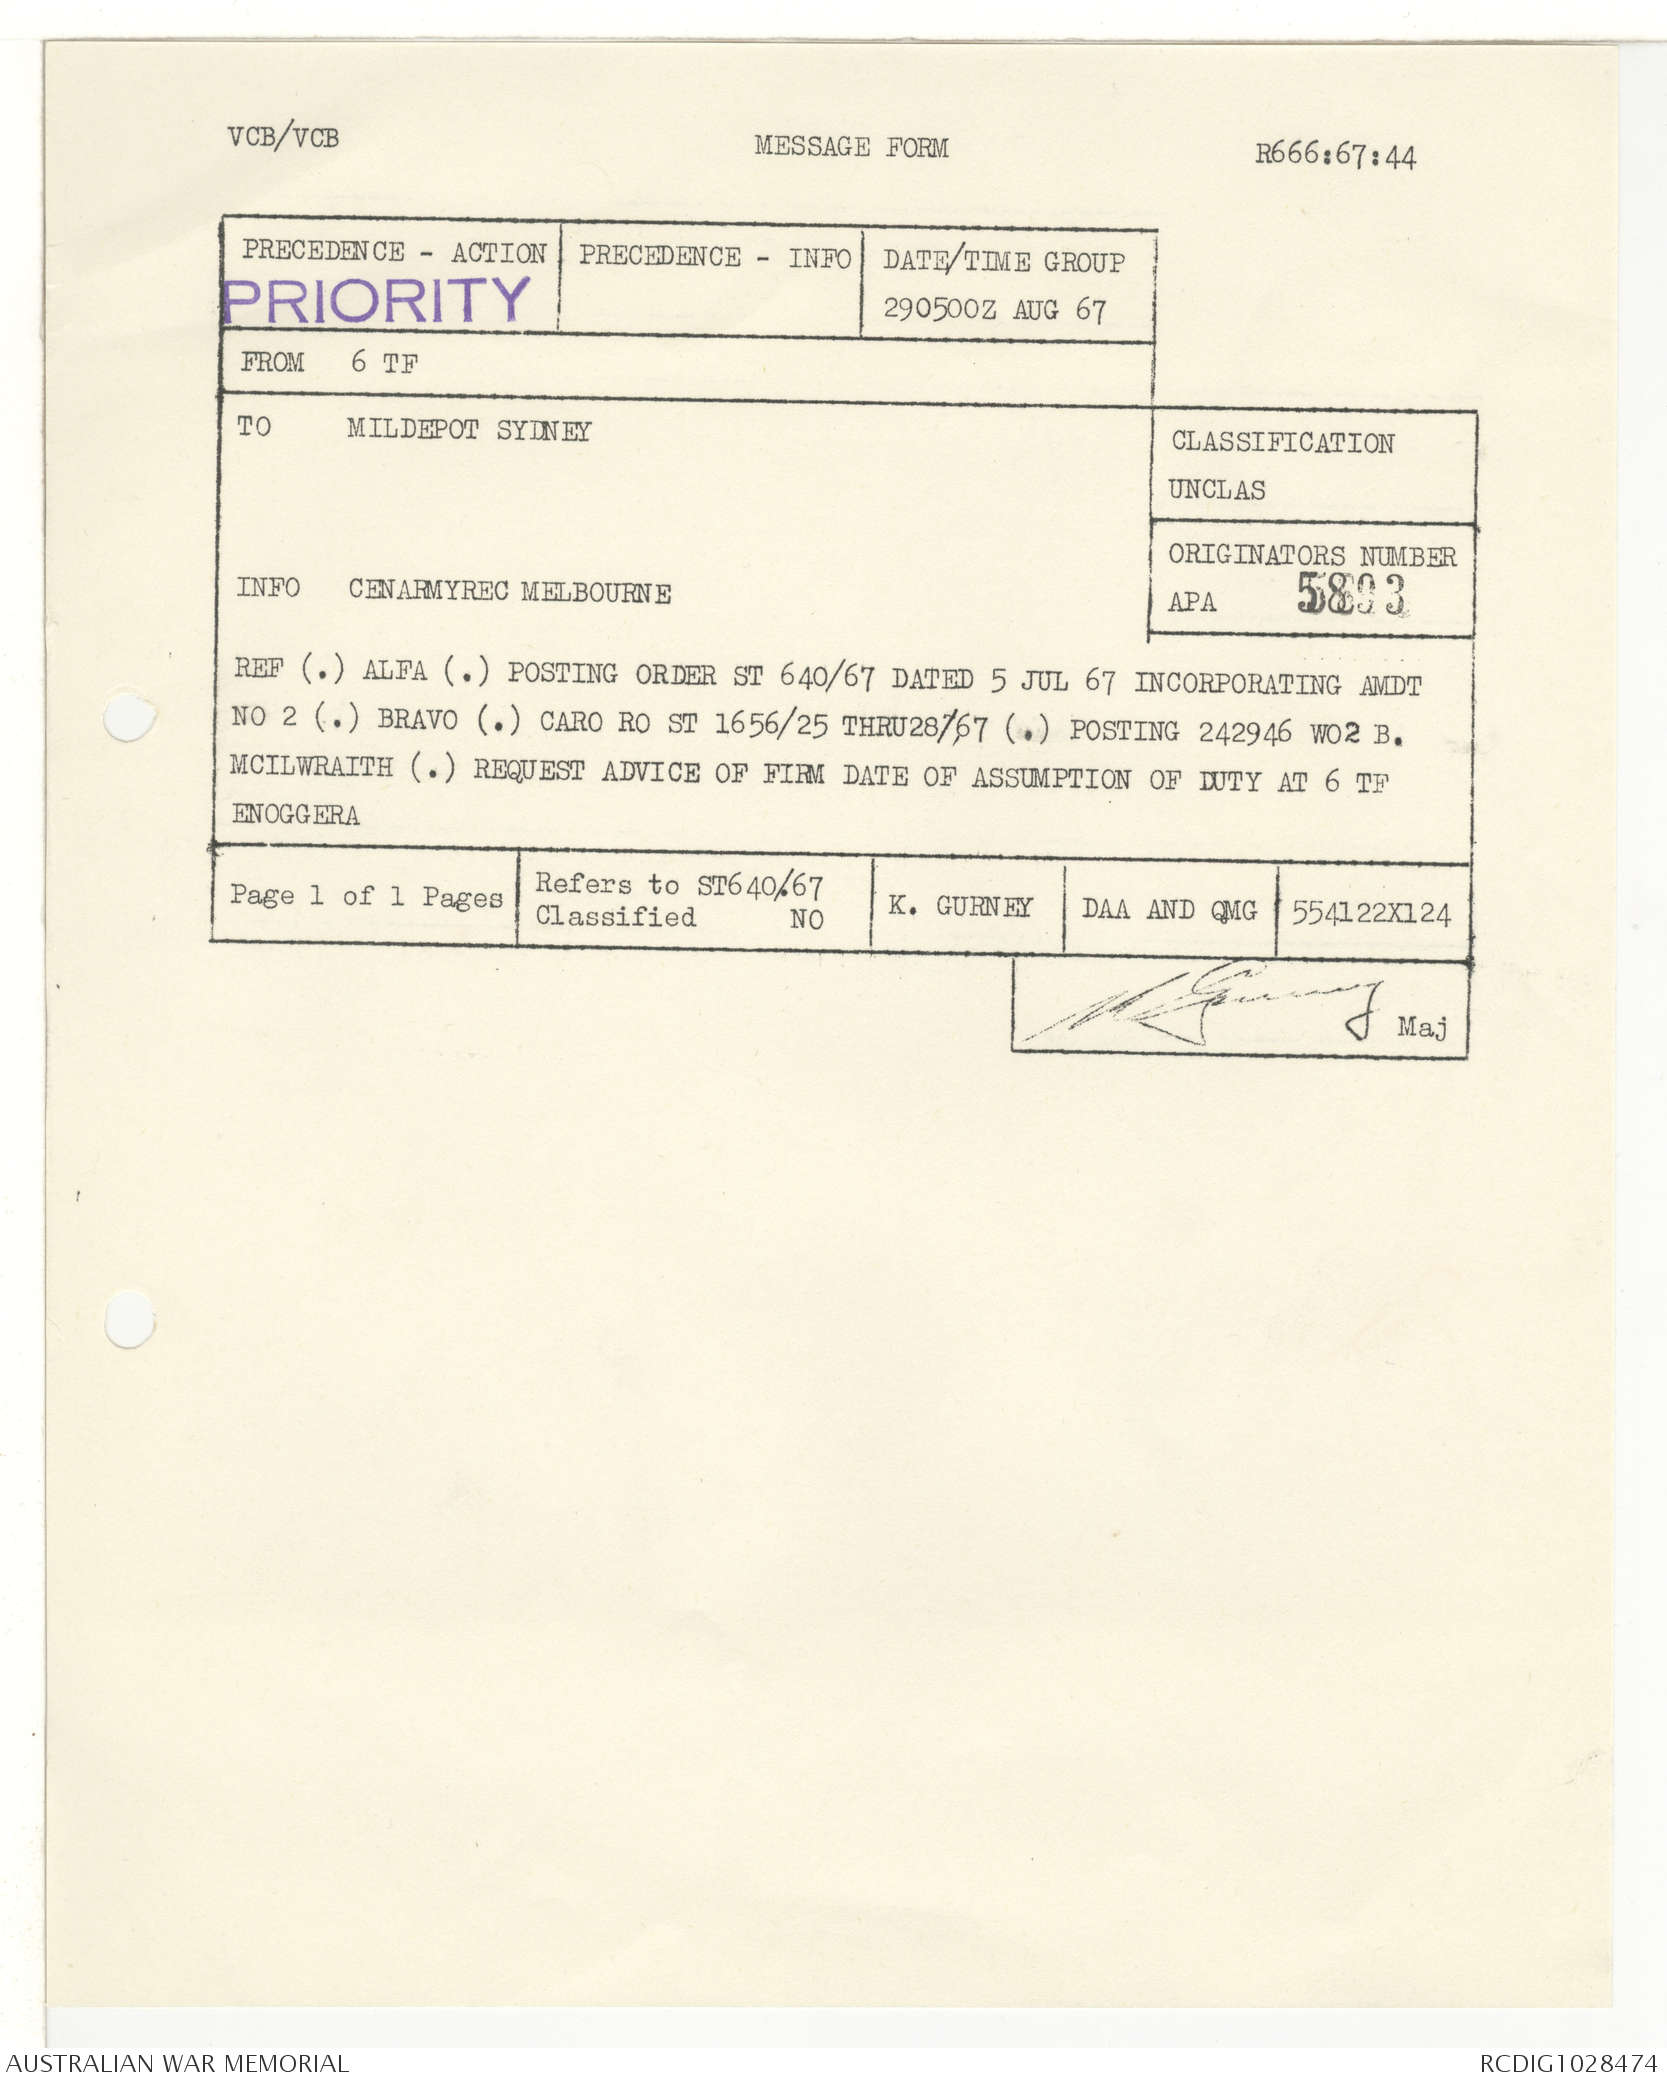 VCB/VCB
MESSAGE FORM
R666:67:44
PRECEDENCE - ACTION
PRIORITY
PRECEDENCE - INFO
DATE/TIME GROUP
290500Z AUG 67
FROM 6 TF
TO MILDEPOT SYDNEY
CLASSIFICATION
UNCLAS
ORIGINATORS NUMBER
APA 5893
INFO CENARMYREC MELBOURNE
REF (.) ALFA (.) POSTING ORDER ST 640/67 DATED 5 JUL 67 INCORPORATING AMDT
NO 2 (.) BRAVO (.) CARO RO ST 1656/25 THRU28/67 (.) POSTING 242946 WO2 B.
MCILWRAITH (.) REQUEST ADVICE OF FIRM DATE OF ASSUMPTION OF DUTY AT 6 TF
ENOGGERA
Page 1 of 1 Pages
Refers to ST640/67
Classified NO
K. GURNEY
DAA AND QMG
554122X124
K Gurney
Maj
AUSTRALIAN WAR MEMORIAL
RCDIG1028474